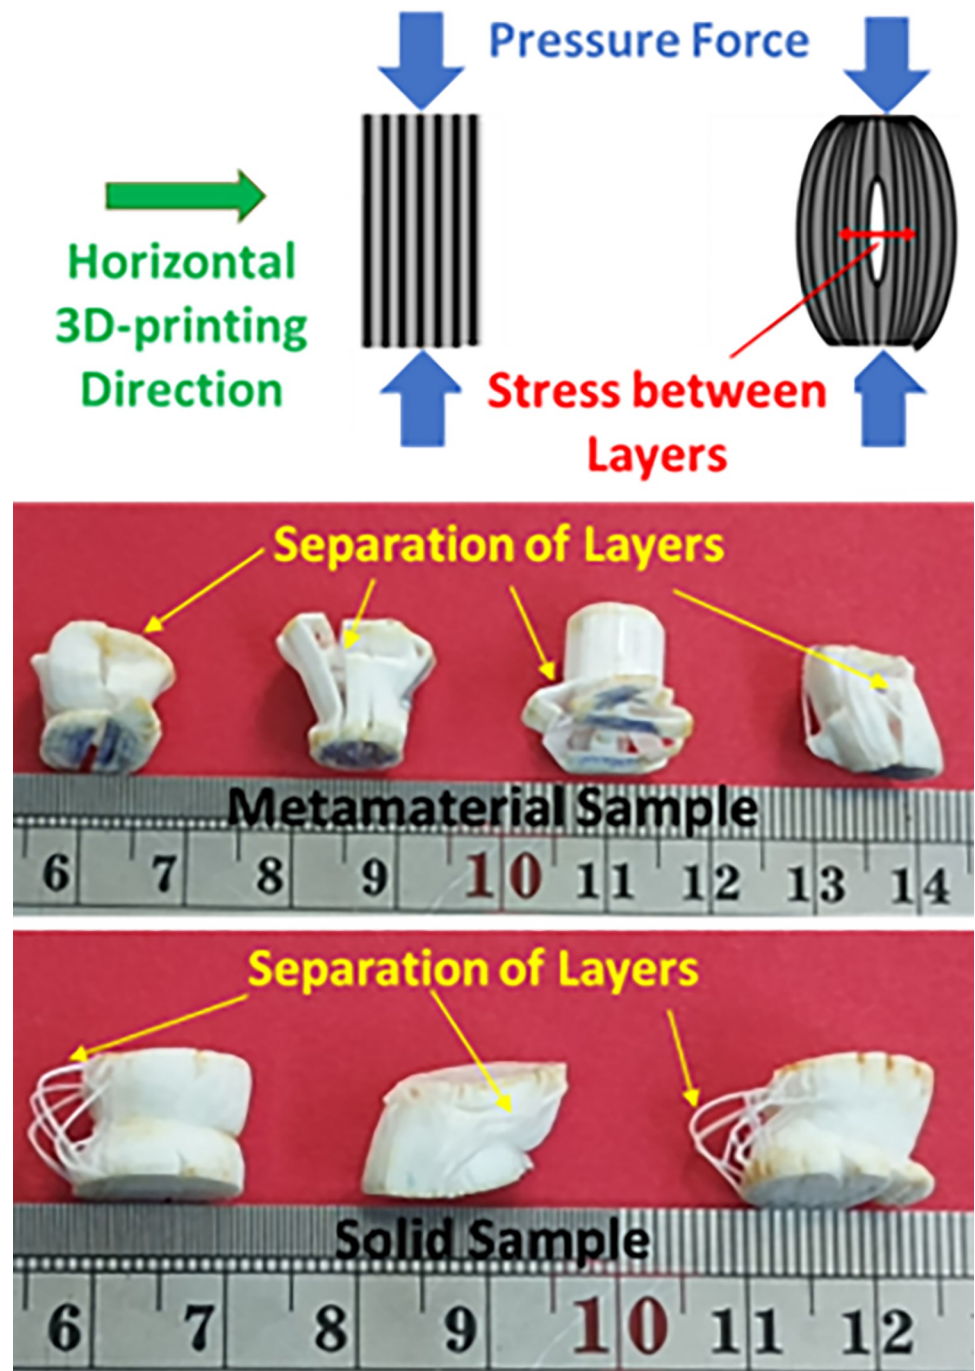 Pressure Force
Horizontal
3D-printing
Direction
Stress between
Layers
Separation of Layers
Metamaterial Sample
6 7 8 9 10 11 12 13 14
Separation of Layers
Solid Sample
6 7 8 9 10 11 12